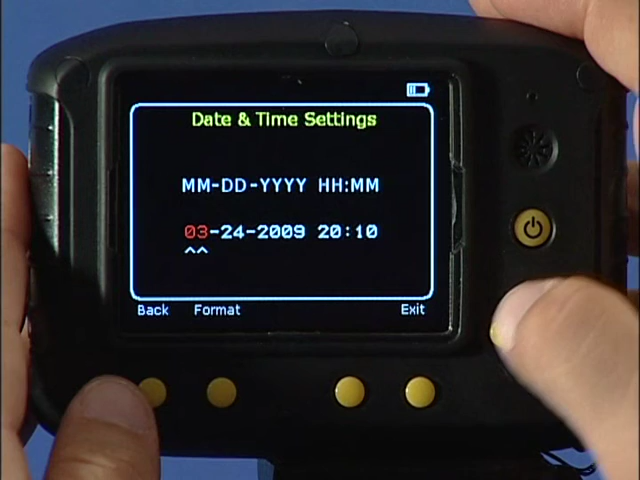 Date & Time Settings
MM-DD-YYYY HH:MM
03-24-2009 20:10
^^
Back Format Exit